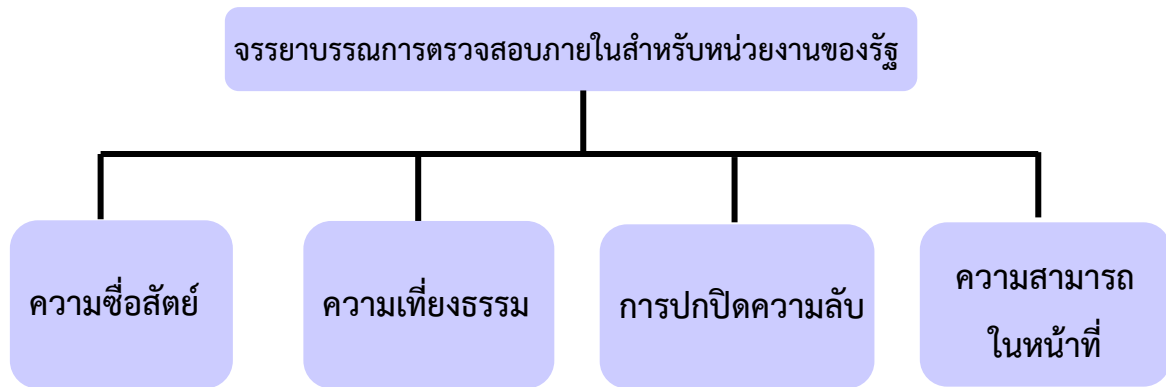 จรรยาบรรณการตรวจสอบภายในสำหรับหน่วยงานของรัฐ
ความซื่อสัตย์
ความเที่ยงธรรม
การปกปิดความลับ
ความสามารถ
ในหน้าที่